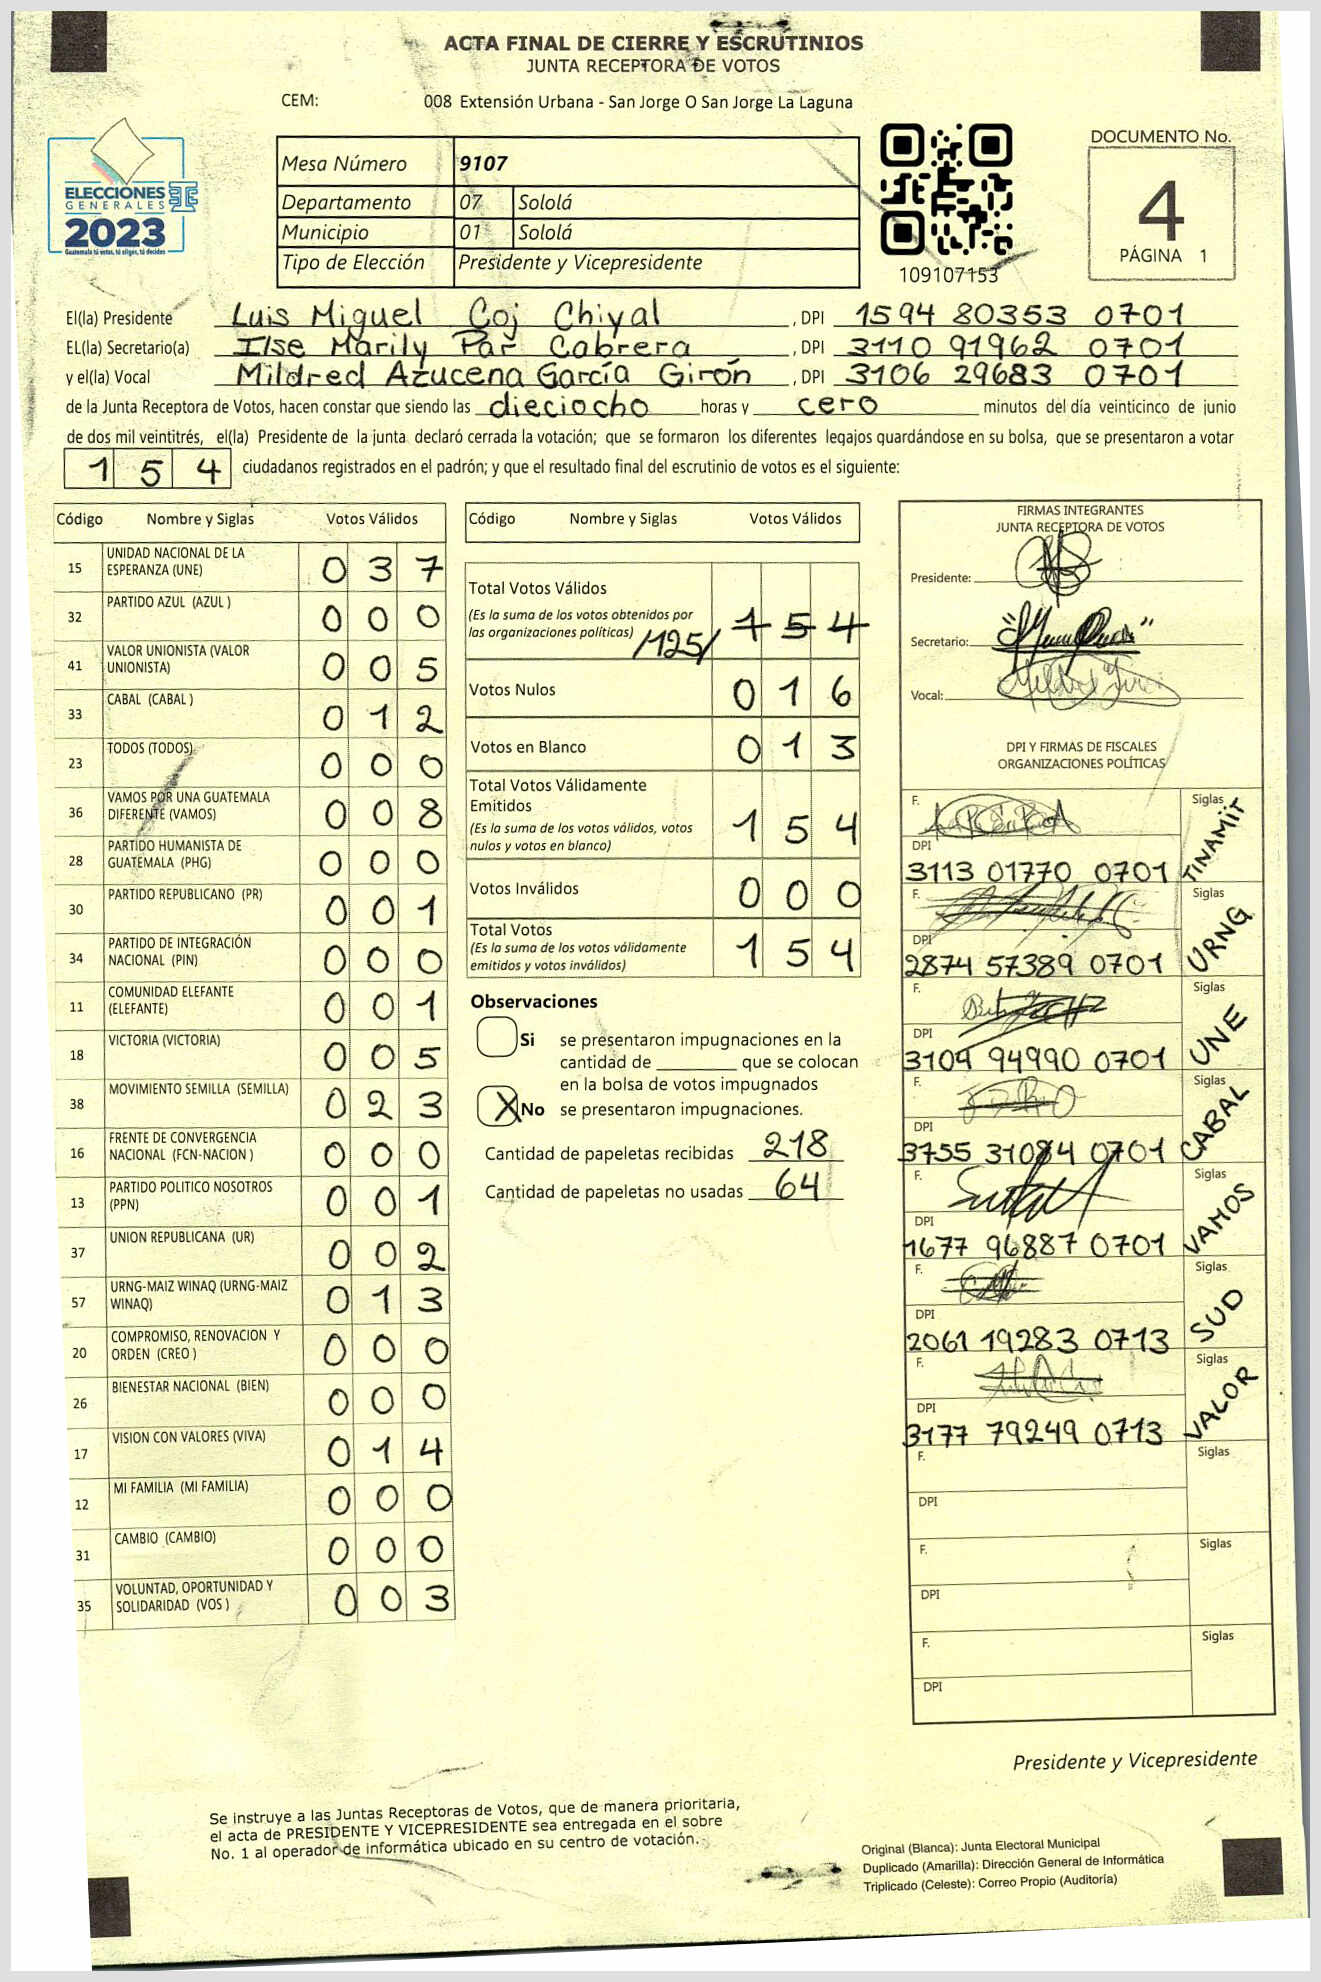 ACTA FINAL DE CIERRE Y ESCRUTINIOS
JUNTA RECEPTORA DE VOTOS
CEM: 008 Extensión Urbana - San Jorge O San Jorge La Laguna
ELECCIONES
GENERALES
2023
Guatemala tú votas, tú eliges, tú decides
Mesa Número 9107
Departamento 07 Sololá
Municipio 01 Sololá
Tipo de Elección Presidente y Vicepresidente
109107153
DOCUMENTO No.
4
PÁGINA 1
El(la) Presidente Luis Miguel Coj Chiyal , DPI 1594 80353 0701
EL(la) Secretario(a) Ilse Marily Par Cabrera , DPI 3110 91962 0701
y el(la) Vocal Mildred Azucena García Girón , DPI 3106 29683 0701
de la Junta Receptora de Votos, hacen constar que siendo las dieciocho horas y cero minutos del día veinticinco de junio
de dos mil veintitrés, el(la) Presidente de la junta declaró cerrada la votación; que se formaron los diferentes legajos quardándose en su bolsa, que se presentaron a votar
154 ciudadanos registrados en el padrón; y que el resultado final del escrutinio de votos es el siguiente:
Código Nombre y Siglas Votos Válidos
15 UNIDAD NACIONAL DE LA ESPERANZA (UNE) 0 3 7
32 PARTIDO AZUL (AZUL ) 0 0 0
41 VALOR UNIONISTA (VALOR UNIONISTA) 0 0 5
33 CABAL (CABAL ) 0 1 2
23 TODOS (TODOS) 0 0 0
36 VAMOS POR UNA GUATEMALA DIFERENTE (VAMOS) 0 0 8
28 PARTIDO HUMANISTA DE GUATEMALA (PHG) 0 0 0
30 PARTIDO REPUBLICANO (PR) 0 0 1
34 PARTIDO DE INTEGRACIÓN NACIONAL (PIN) 0 0 0
11 COMUNIDAD ELEFANTE (ELEFANTE) 0 0 1
18 VICTORIA (VICTORIA) 0 0 5
38 MOVIMIENTO SEMILLA (SEMILLA) 0 2 3
16 FRENTE DE CONVERGENCIA NACIONAL (FCN-NACION ) 0 0 0
13 PARTIDO POLITICO NOSOTROS (PPN) 0 0 1
37 UNION REPUBLICANA (UR) 0 0 2
57 URNG-MAIZ WINAQ (URNG-MAIZ WINAQ) 0 1 3
20 COMPROMISO, RENOVACION Y ORDEN (CREO ) 0 0 0
26 BIENESTAR NACIONAL (BIEN) 0 0 0
17 VISION CON VALORES (VIVA) 0 1 4
12 MI FAMILIA (MI FAMILIA) 0 0 0
31 CAMBIO (CAMBIO) 0 0 0
35 VOLUNTAD, OPORTUNIDAD Y SOLIDARIDAD (VOS ) 0 0 3
Código Nombre y Siglas Votos Válidos
Total Votos Válidos
(Es la suma de los votos obtenidos por
las organizaciones políticas) /125/ 1 5 4
Votos Nulos 0 1 6
Votos en Blanco 0 1 3
Total Votos Válidamente
Emitidos
(Es la suma de los votos válidos, votos
nulos y votos en blanco) 1 5 4
Votos Inválidos 0 0 0
Total Votos
(Es la suma de los votos válidamente
emitidos y votos inválidos) 1 5 4
Observaciones
Si se presentaron impugnaciones en la
cantidad de ________ que se colocan
en la bolsa de votos impugnados
X No se presentaron impugnaciones.
Cantidad de papeletas recibidas 218
Cantidad de papeletas no usadas 64
FIRMAS INTEGRANTES
JUNTA RECEPTORA DE VOTOS
Presidente:
Secretario:
Vocal:
DPI Y FIRMAS DE FISCALES
ORGANIZACIONES POLÍTICAS
F. Siglas
DPI
3113 01770 0701 TINAMIT
F. Siglas
DPI
2874 57389 0701 URNG
F. Siglas
DPI
3109 94990 0701 UNE
F. Siglas
DPI
3755 31084 0701 CABAL
F. Siglas
DPI
1677 96887 0701 VAMOS
F. Siglas
DPI
2061 19283 0713 SUD
F. Siglas
DPI
3177 79249 0713 VALOR
F. Siglas
DPI
F. Siglas
DPI
F. Siglas
DPI
Presidente y Vicepresidente
Se instruye a las Juntas Receptoras de Votos, que de manera prioritaria,
el acta de PRESIDENTE Y VICEPRESIDENTE sea entregada en el sobre
No. 1 al operador de informática ubicado en su centro de votación.
Original (Blanca): Junta Electoral Municipal
Duplicado (Amarilla): Dirección General de Informática
Triplicado (Celeste): Correo Propio (Auditoría)